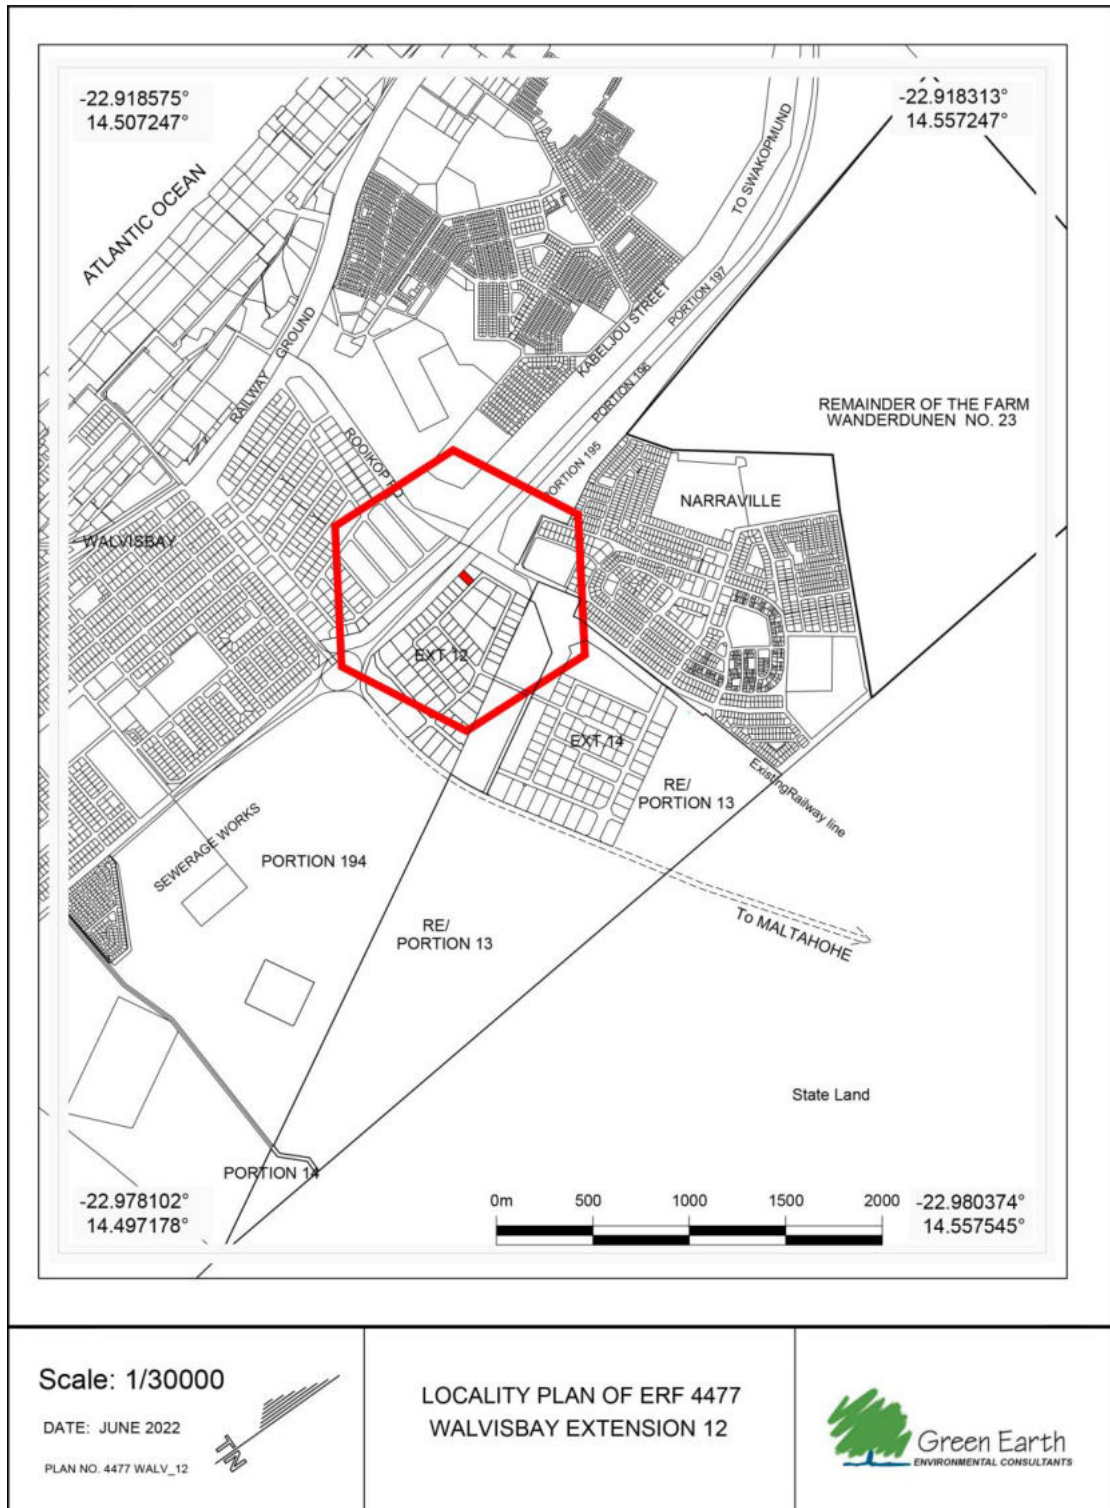 -22.918575°
14.507247°
-22.918313°
14.557247°
ATLANTIC OCEAN
TO SWAKOPMUND
RAILWAY GROUND
KABELJOU STREET
PORTION 197
PORTION 196
PORTION 195
ROOIKOP RD
REMAINDER OF THE FARM
WANDERDUNEN NO. 23
NARRAVILLE
WALVISBAY
EXT.12
EXT.14
RE/
PORTION 13
Existing Railway line
SEWERAGE WORKS
PORTION 194
RE/
PORTION 13
To MALTAHOHE
State Land
PORTION 14
-22.978102°
14.497178°
0m 500 1000 1500 2000
-22.980374°
14.557545°
Scale: 1/30000
DATE: JUNE 2022
TN
PLAN NO. 4477 WALV_12
LOCALITY PLAN OF ERF 4477
WALVISBAY EXTENSION 12
Green Earth
ENVIRONMENTAL CONSULTANTS